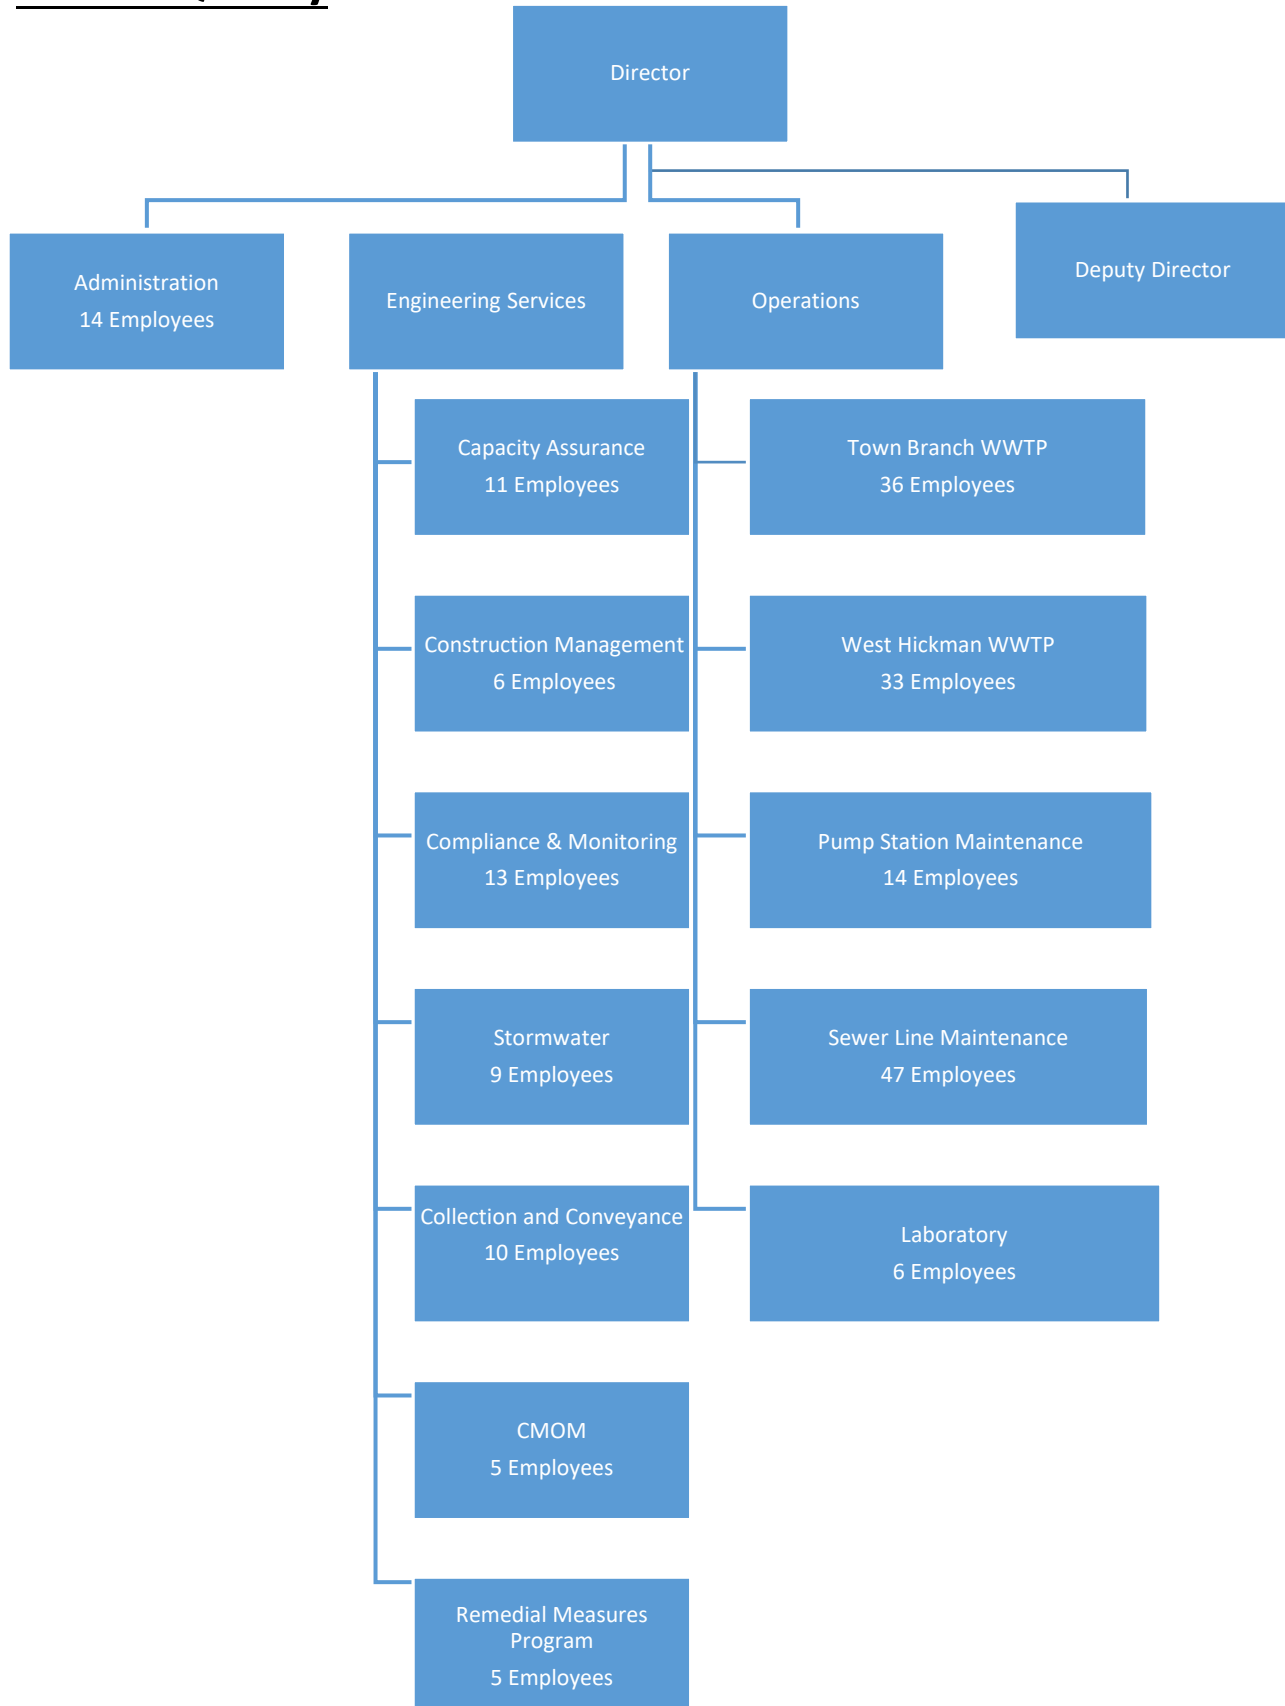 Director
Administration
14 Employees
Engineering Services
Operations
Deputy Director
Capacity Assurance
11 Employees
Town Branch WWTP
36 Employees
Construction Management
6 Employees
West Hickman WWTP
33 Employees
Compliance & Monitoring
13 Employees
Pump Station Maintenance
14 Employees
Stormwater
9 Employees
Sewer Line Maintenance
47 Employees
Collection and Conveyance
10 Employees
Laboratory
6 Employees
CMOM
5 Employees
Remedial Measures
Program
5 Employees